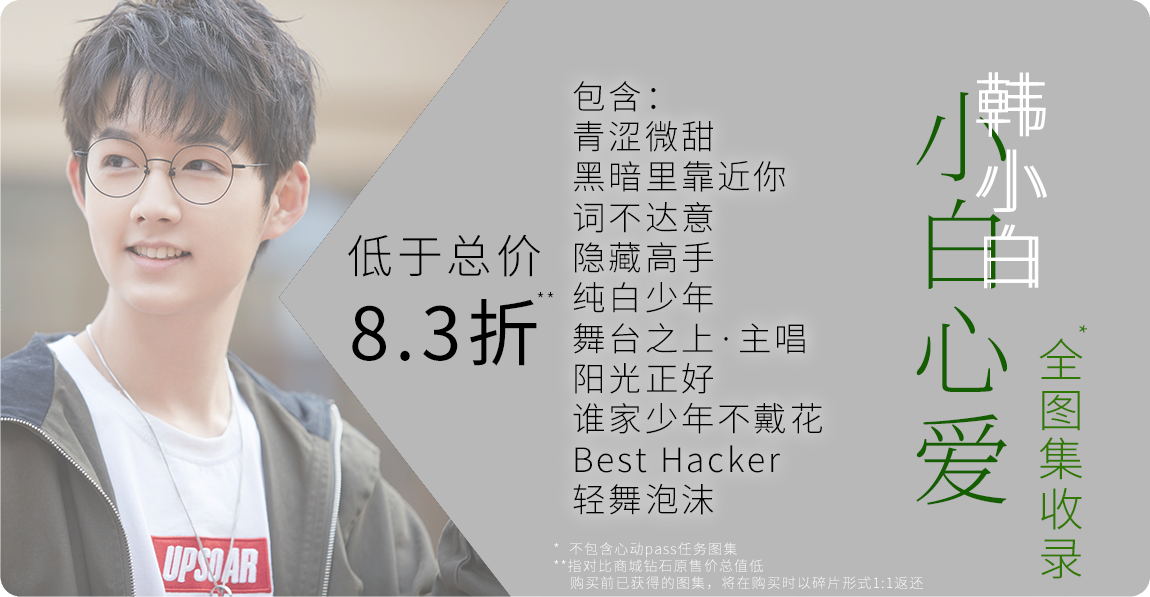 韩小白
小白心爱
*全图集收录
低于总价
8.3折**
包含：
青涩微甜
黑暗里靠近你
词不达意
隐藏高手
纯白少年
舞台之上·主唱
阳光正好
谁家少年不戴花
Best Hacker
轻舞泡沫
* 不包含心动pass任务图集
**指对比商城钻石原售价总值低
购买前已获得的图集，将在购买时以碎片形式1:1返还
UPSOAR